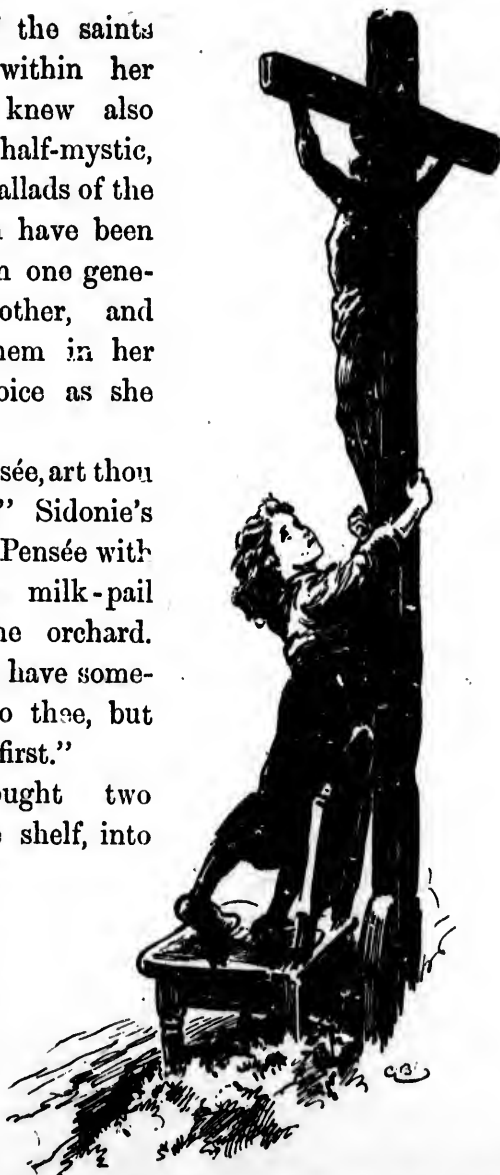 the saints
within her
knew also
half-mystic,
allads of the
have been
n one gene-
other, and
hem in her
oice as she
sée, art thou
” Sidonie's
Pensée with
milk-pail
ne orchard.
have some-
o thee, but
first.”
ought two
shelf, into
C.B.